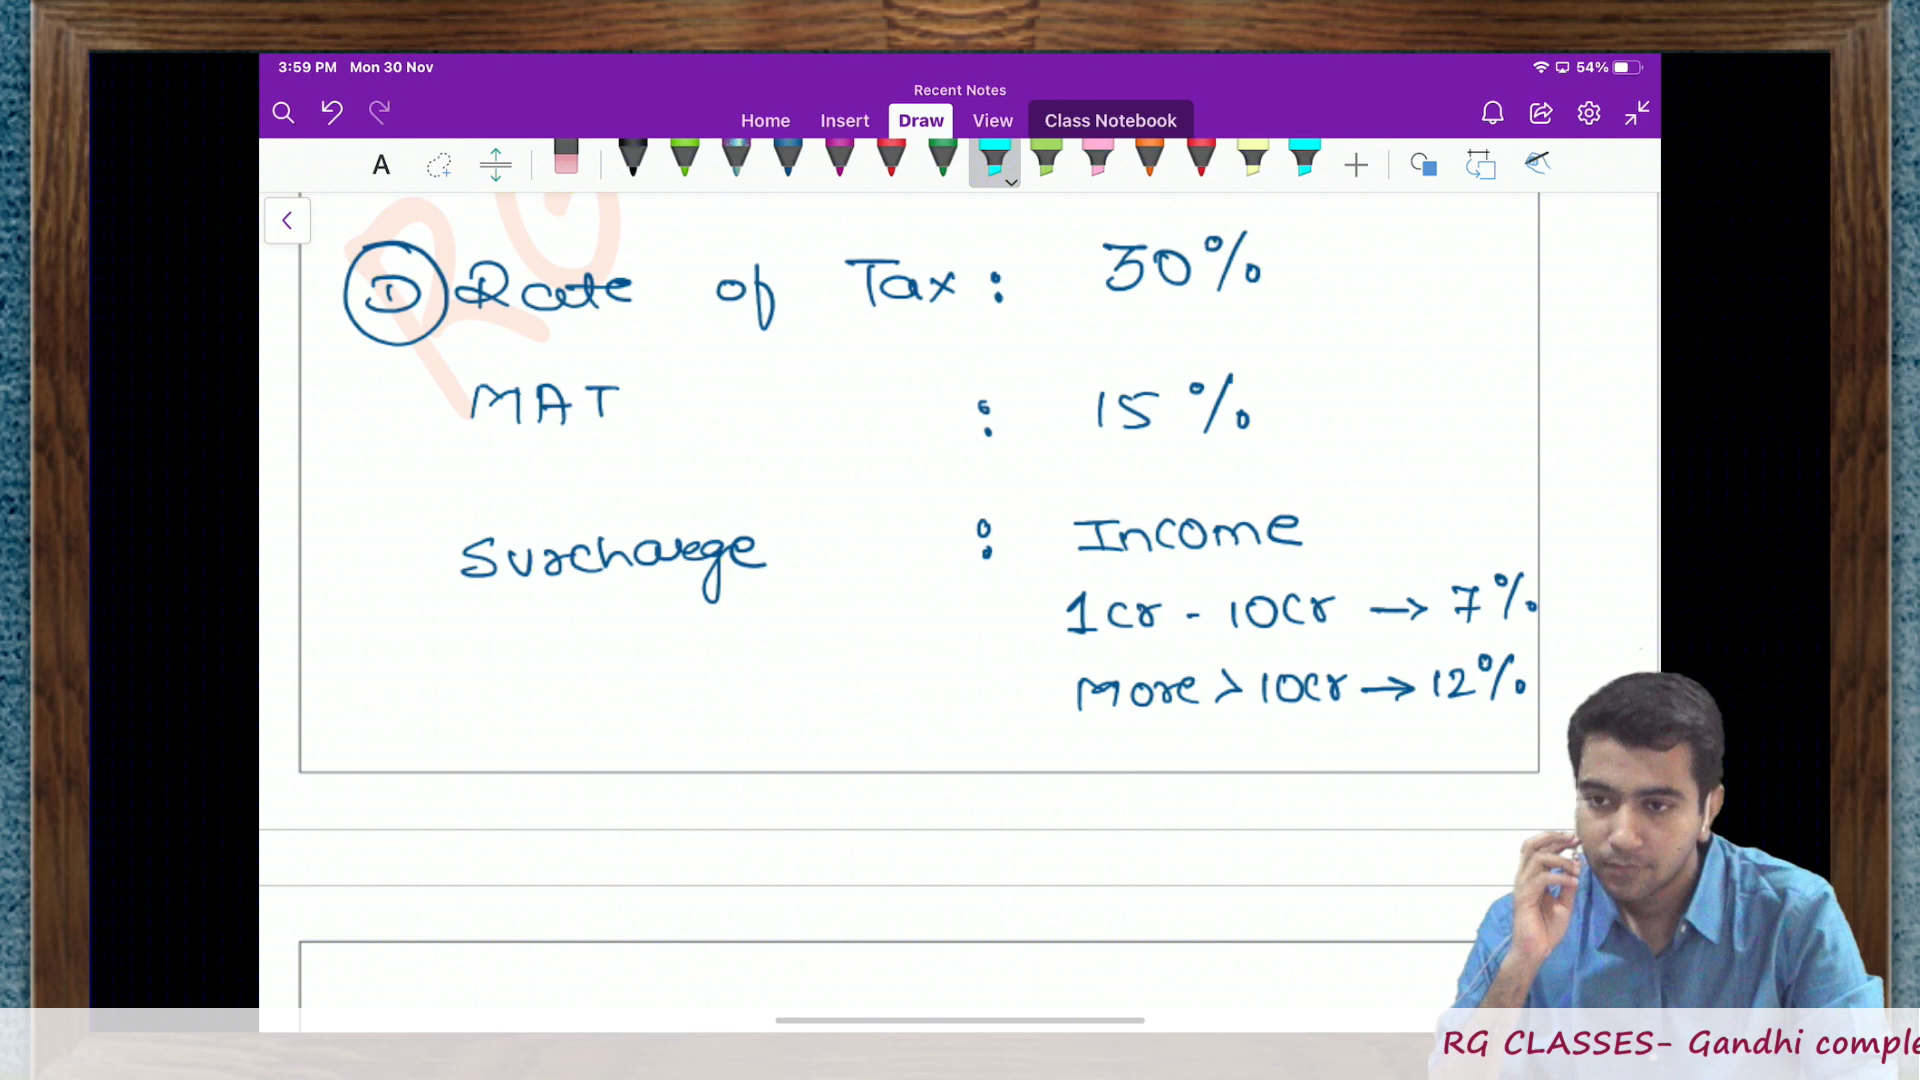 3:59 PM Mon 30 Nov
54%
Recent Notes
Home Insert Draw View Class Notebook
A
RG
D Rate of Tax : 30%
MAT : 15%
Surcharge : Income
1cr - 10cr → 7%
More > 10cr → 12%
RG CLASSES- Gandhi comple